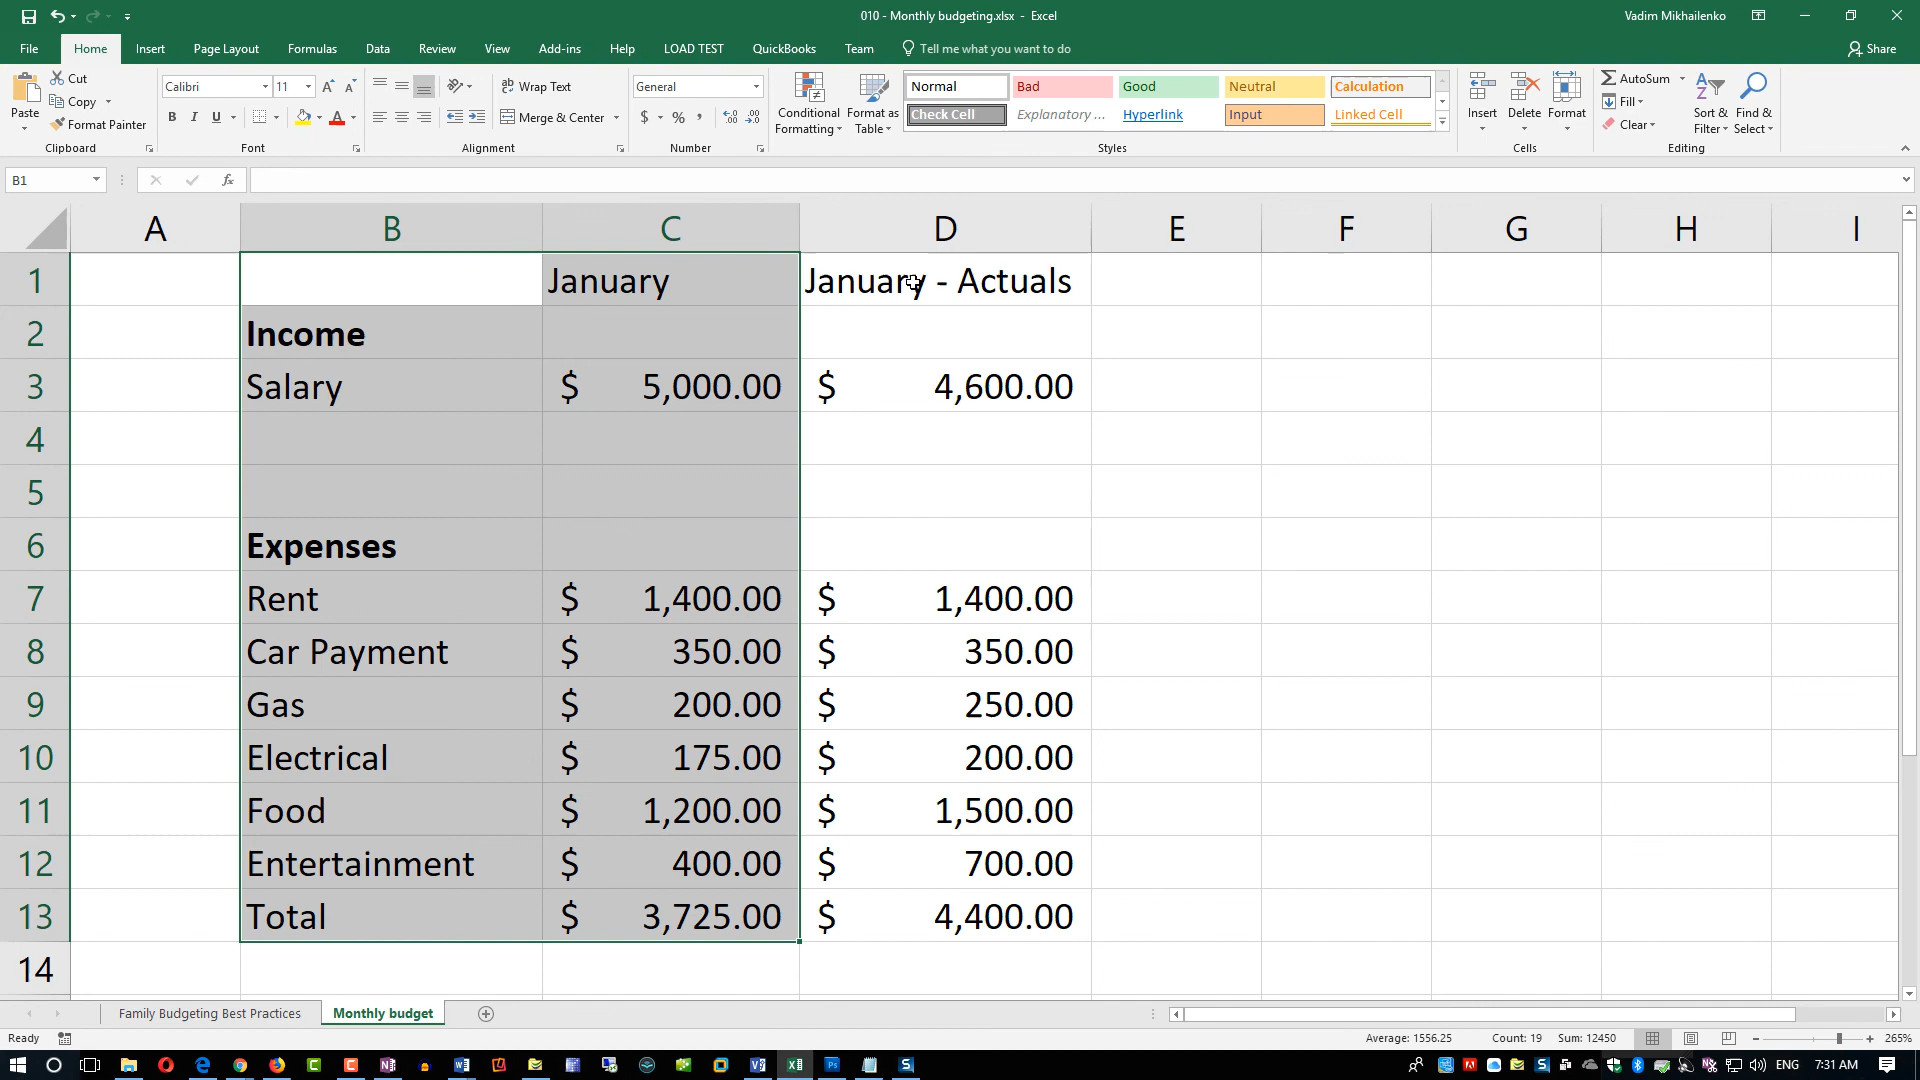 010 - Monthly budgeting.xlsx - Excel
Vadim Mikhailenko
File Home Insert Page Layout Formulas Data Review View Add-ins Help LOAD TEST QuickBooks Team Tell me what you want to do Share
Cut
Copy
Format Painter
Paste
Clipboard
Calibri 11
B I U
Font
Wrap Text
Merge & Center
Alignment
General
$ % ,
Number
Conditional Formatting
Format as Table
Normal Bad Good Neutral Calculation
Check Cell Explanatory ... Hyperlink Input Linked Cell
Styles
Insert Delete Format
Cells
AutoSum
Fill
Clear
Sort & Filter
Find & Select
Editing
B1
fx
A B C D E F G H I
1 January January - Actuals
2 Income
3 Salary $ 5,000.00 $ 4,600.00
4
5
6 Expenses
7 Rent $ 1,400.00 $ 1,400.00
8 Car Payment $ 350.00 $ 350.00
9 Gas $ 200.00 $ 250.00
10 Electrical $ 175.00 $ 200.00
11 Food $ 1,200.00 $ 1,500.00
12 Entertainment $ 400.00 $ 700.00
13 Total $ 3,725.00 $ 4,400.00
14
Family Budgeting Best Practices Monthly budget
Ready Average: 1556.25 Count: 19 Sum: 12450 265%
ENG 7:31 AM